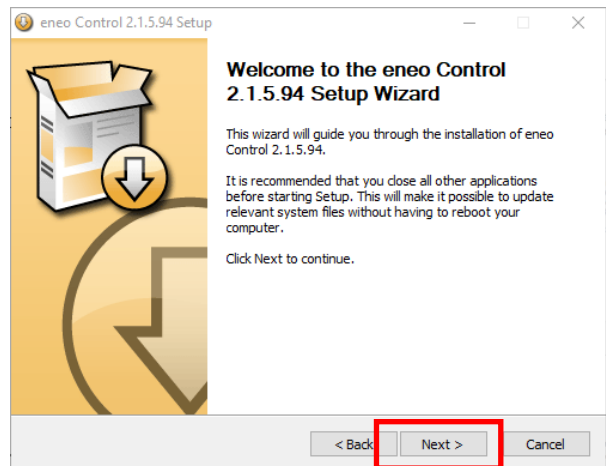 eneo Control 2.1.5.94 Setup
Welcome to the eneo Control
2.1.5.94 Setup Wizard
This wizard will guide you through the installation of eneo
Control 2.1.5.94.
It is recommended that you close all other applications
before starting Setup. This will make it possible to update
relevant system files without having to reboot your
computer.
Click Next to continue.
< Back Next > Cancel